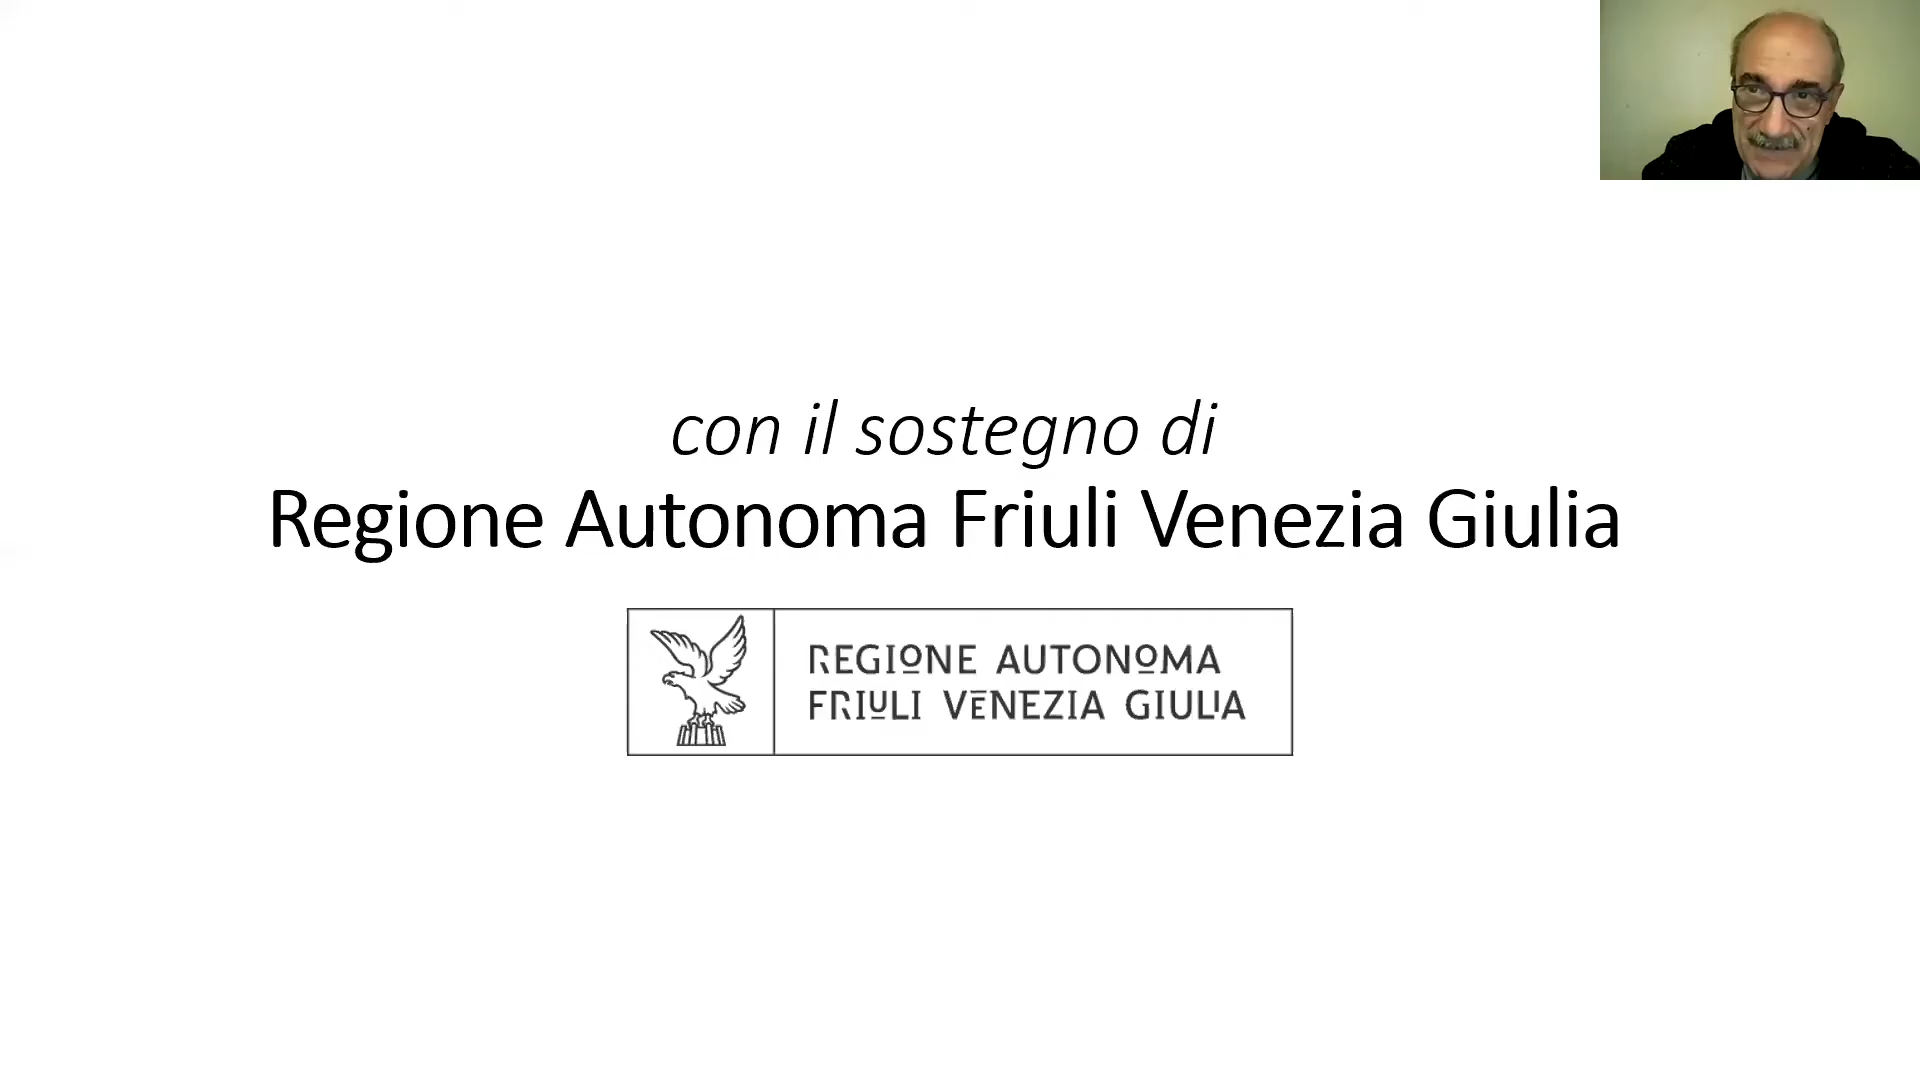 con il sostegno di
Regione Autonoma Friuli Venezia Giulia
REGIONE AUTONOMA
FRIULI VENEZIA GIULIA